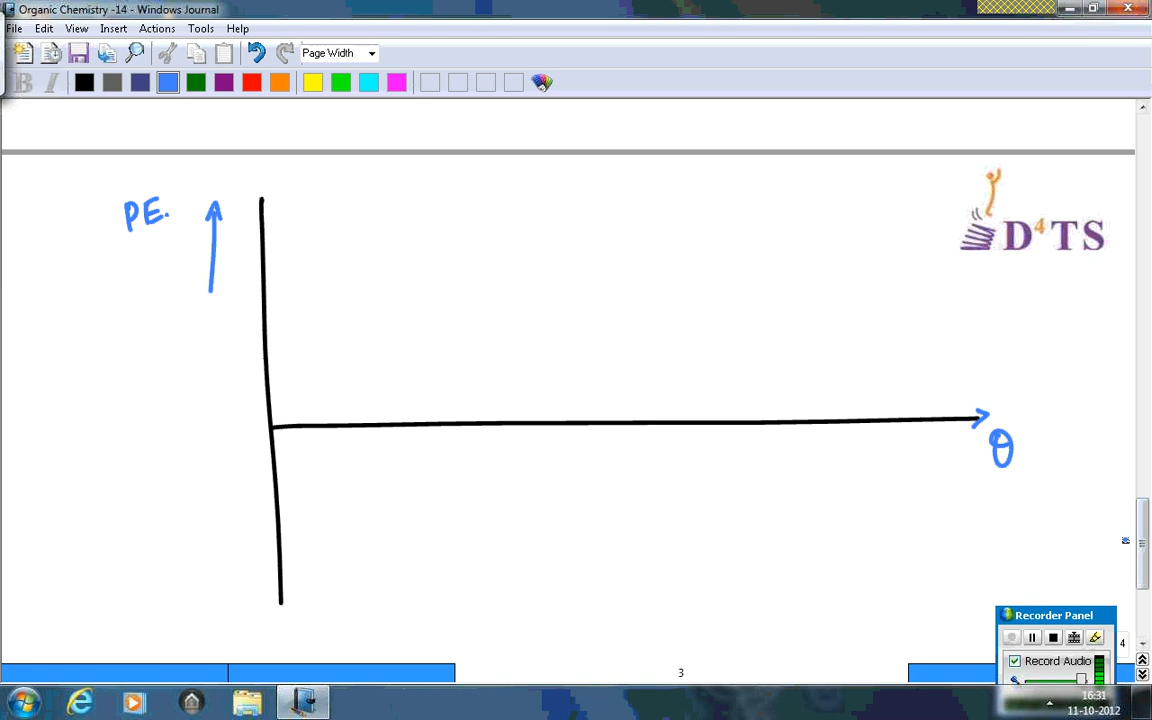 Organic Chemistry -14 - Windows Journal
File Edit View Insert Actions Tools Help
Page Width
B I
PE.
D4TS
θ
Recorder Panel
4
Record Audio
3
16:31
11-10-2012